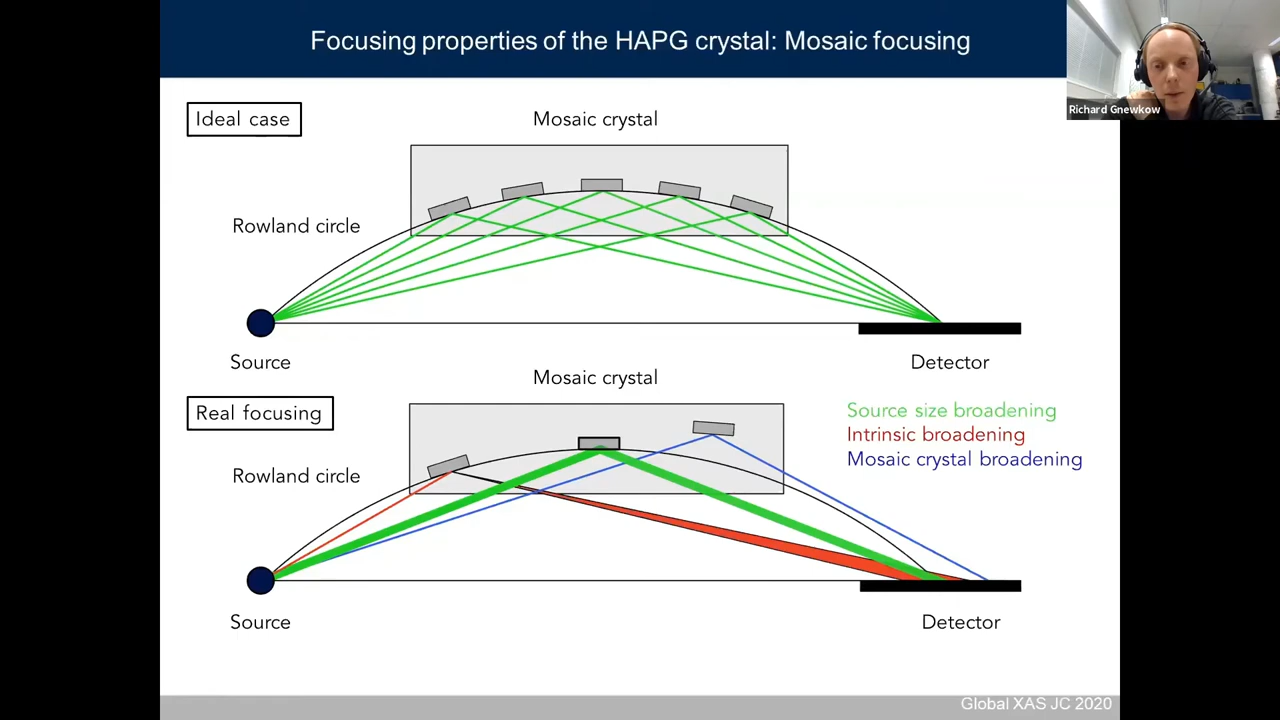 Focusing properties of the HAPG crystal: Mosaic focusing
Richard Gnewkow
Ideal case
Mosaic crystal
Rowland circle
Source
Detector
Mosaic crystal
Real focusing
Source size broadening
Intrinsic broadening
Mosaic crystal broadening
Rowland circle
Source
Detector
Global XAS JC 2020